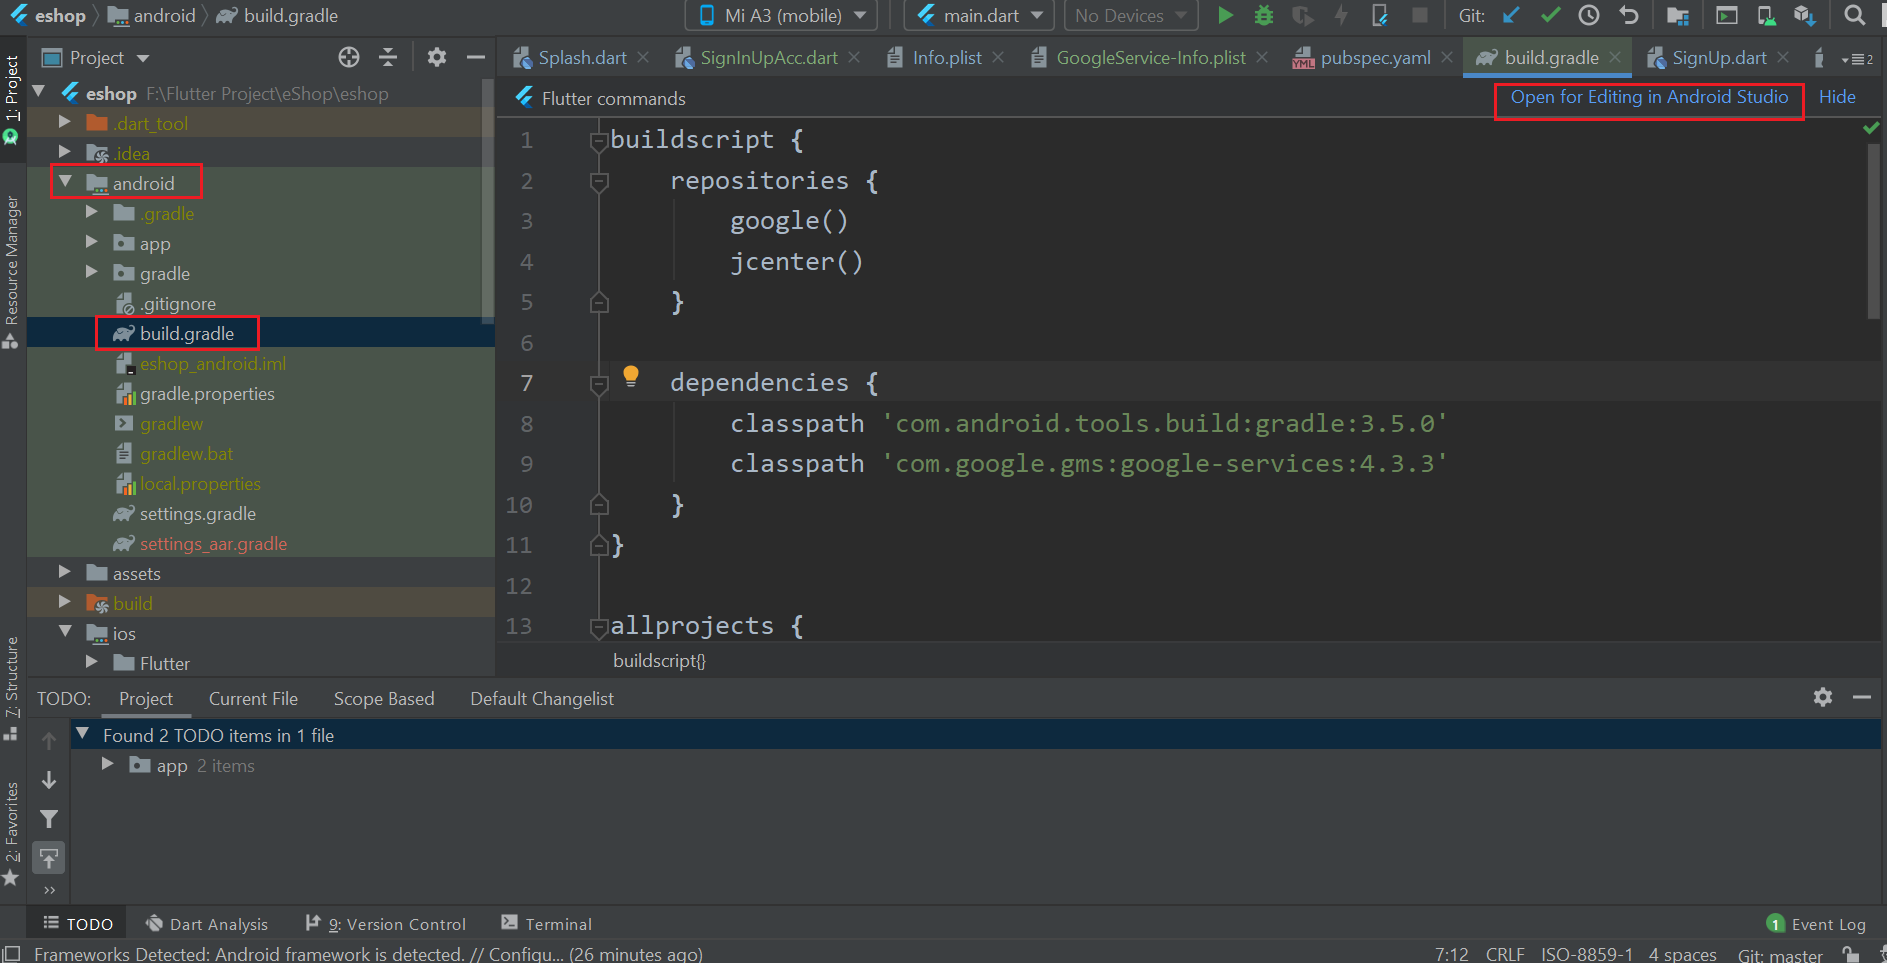 eshop android build.gradle Mi A3 (mobile) main.dart No Devices Git:
Project Splash.dart SignInUpAcc.dart Info.plist GoogleService-Info.plist pubspec.yaml build.gradle SignUp.dart 2
1: Project
Resource Manager
7: Structure
2: Favorites
eshop F:\Flutter Project\eShop\eshop
.dart_tool
.idea
android
.gradle
app
gradle
.gitignore
build.gradle
eshop_android.iml
gradle.properties
gradlew
gradlew.bat
local.properties
settings.gradle
settings_aar.gradle
assets
build
ios
Flutter
Flutter commands Open for Editing in Android Studio Hide
1 buildscript {
2 repositories {
3 google()
4 jcenter()
5 }
6
7 dependencies {
8 classpath 'com.android.tools.build:gradle:3.5.0'
9 classpath 'com.google.gms:google-services:4.3.3'
10 }
11 }
12
13 allprojects {
buildscript{}
TODO: Project Current File Scope Based Default Changelist
Found 2 TODO items in 1 file
app 2 items
TODO Dart Analysis 9: Version Control Terminal 1 Event Log
Frameworks Detected: Android framework is detected. // Configu... (26 minutes ago) 7:12 CRLF ISO-8859-1 4 spaces Git: master